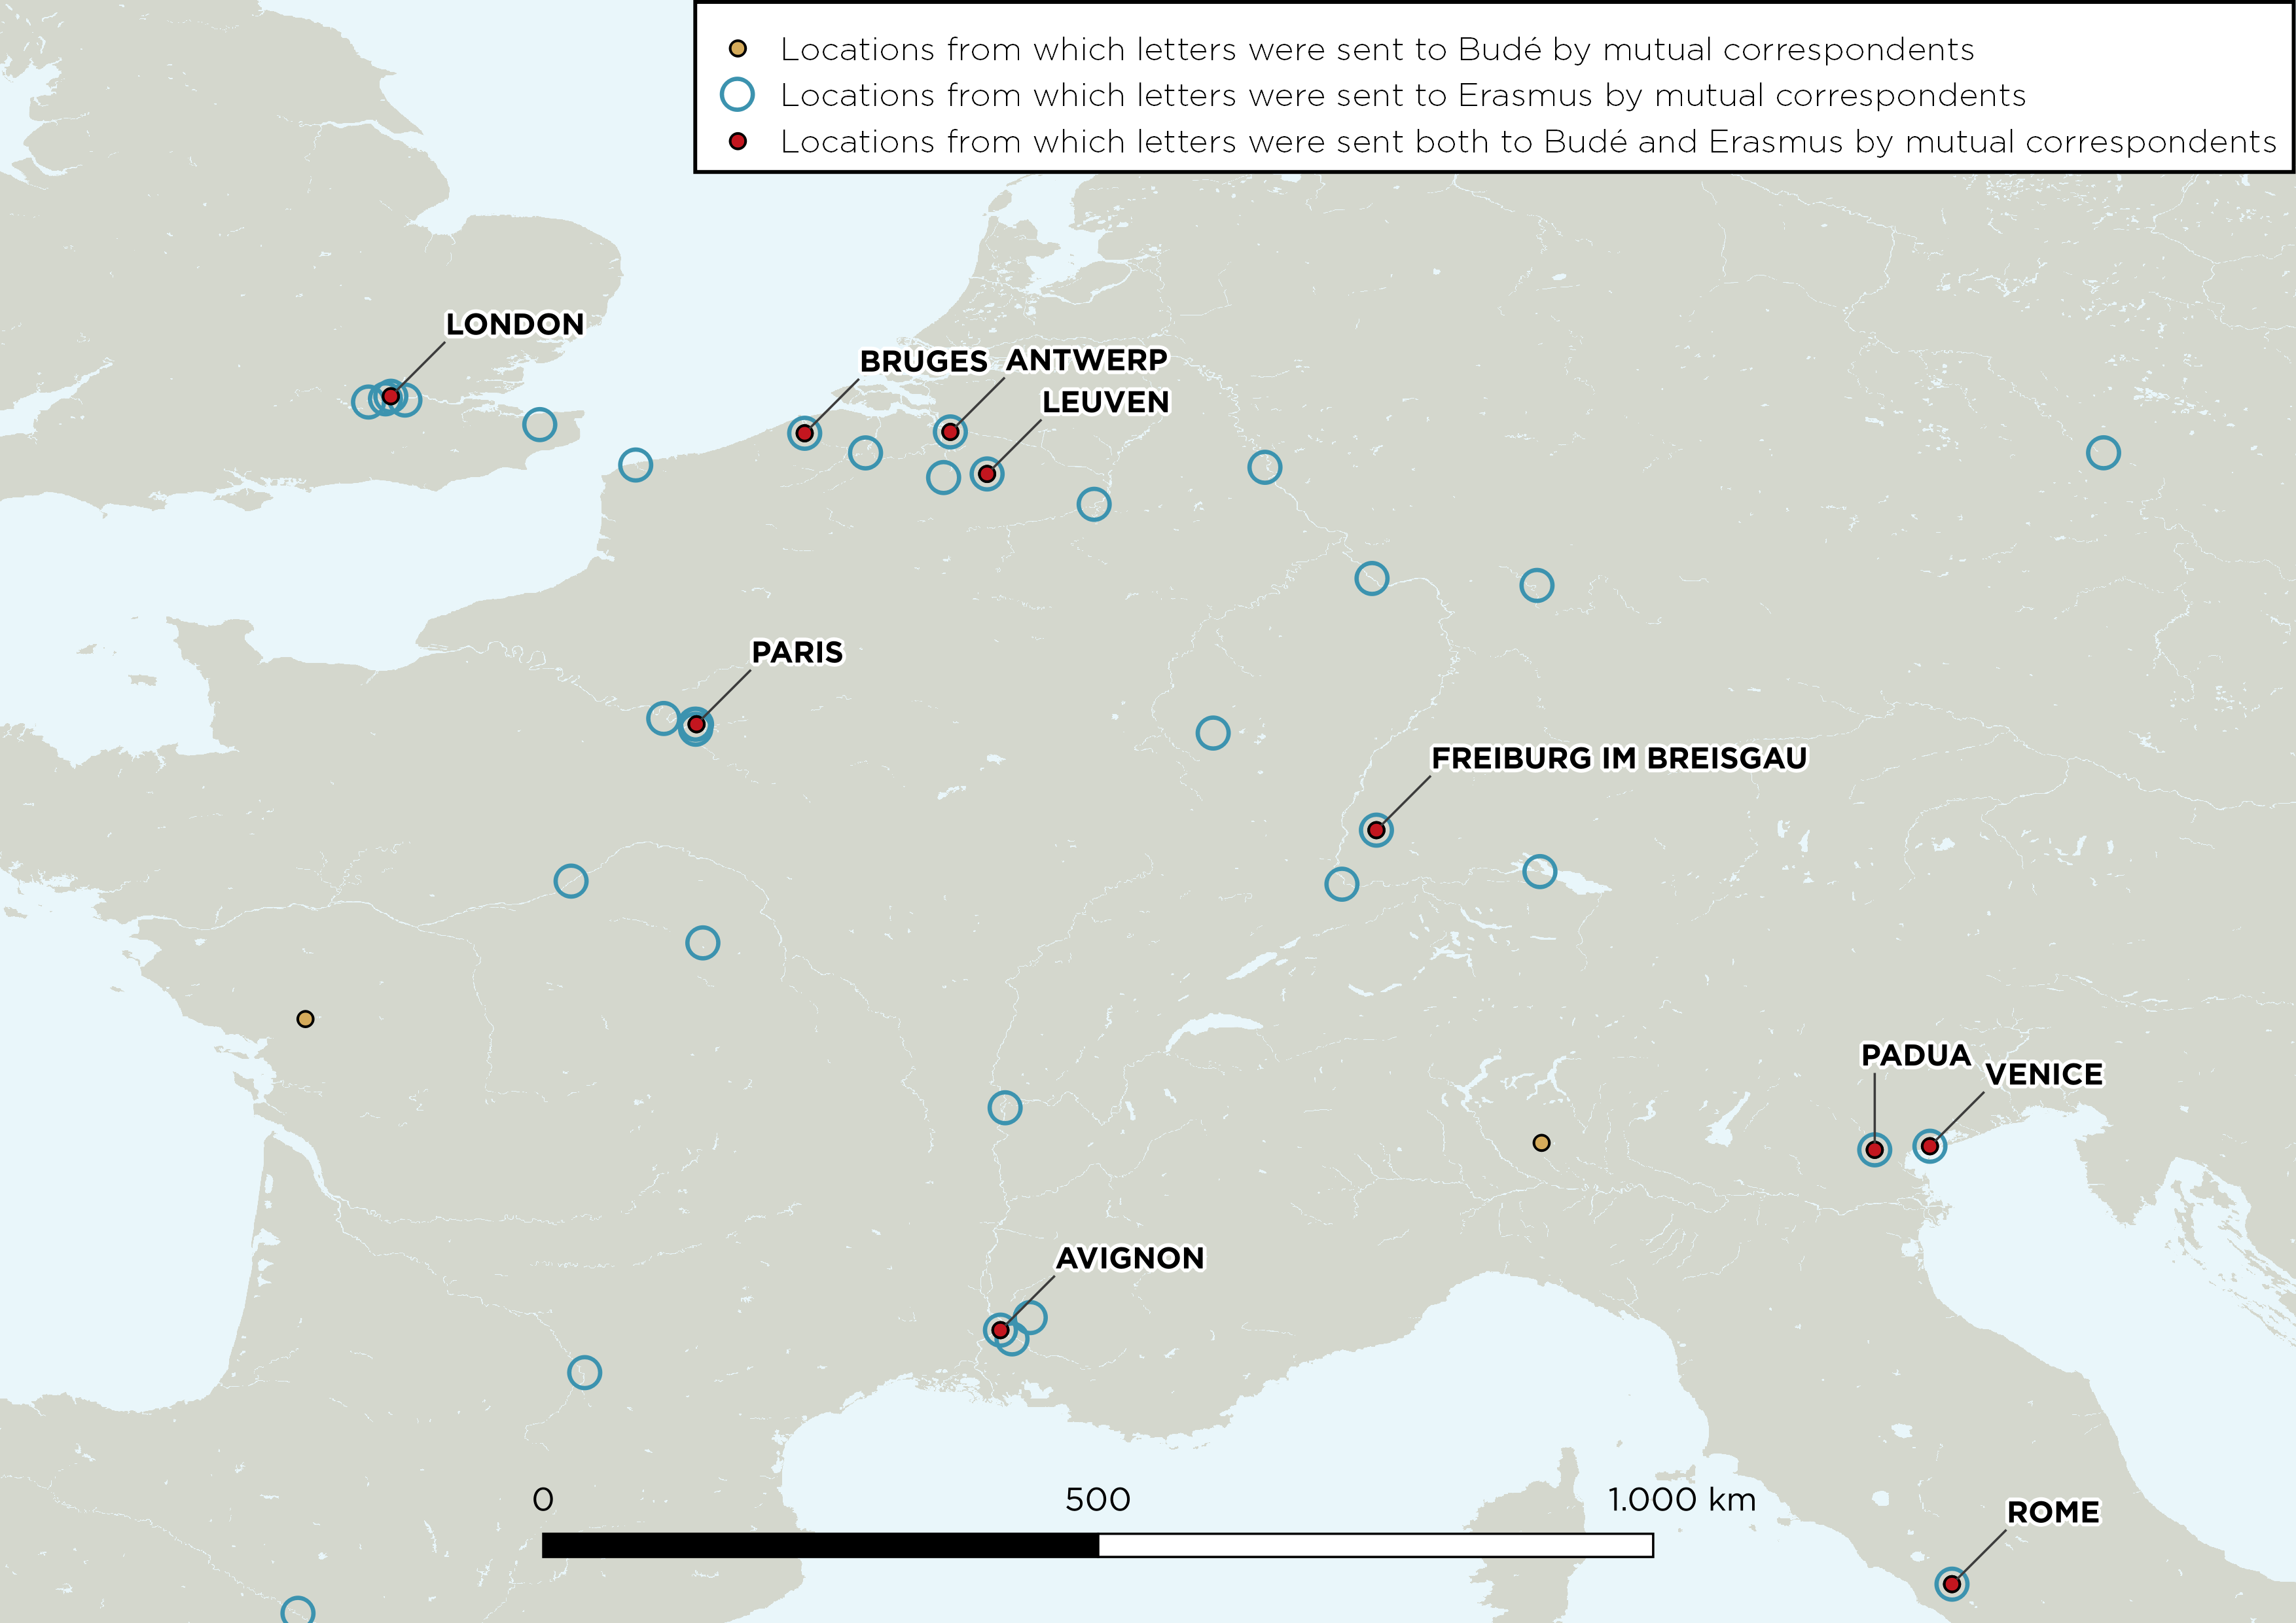 Locations from which letters were sent to Budé by mutual correspondents
Locations from which letters were sent to Erasmus by mutual correspondents
Locations from which letters were sent both to Budé and Erasmus by mutual correspondents
LONDON
BRUGES
ANTWERP
LEUVEN
PARIS
FREIBURG IM BREISGAU
PADUA
VENICE
AVIGNON
0 500 1.000 km
ROME